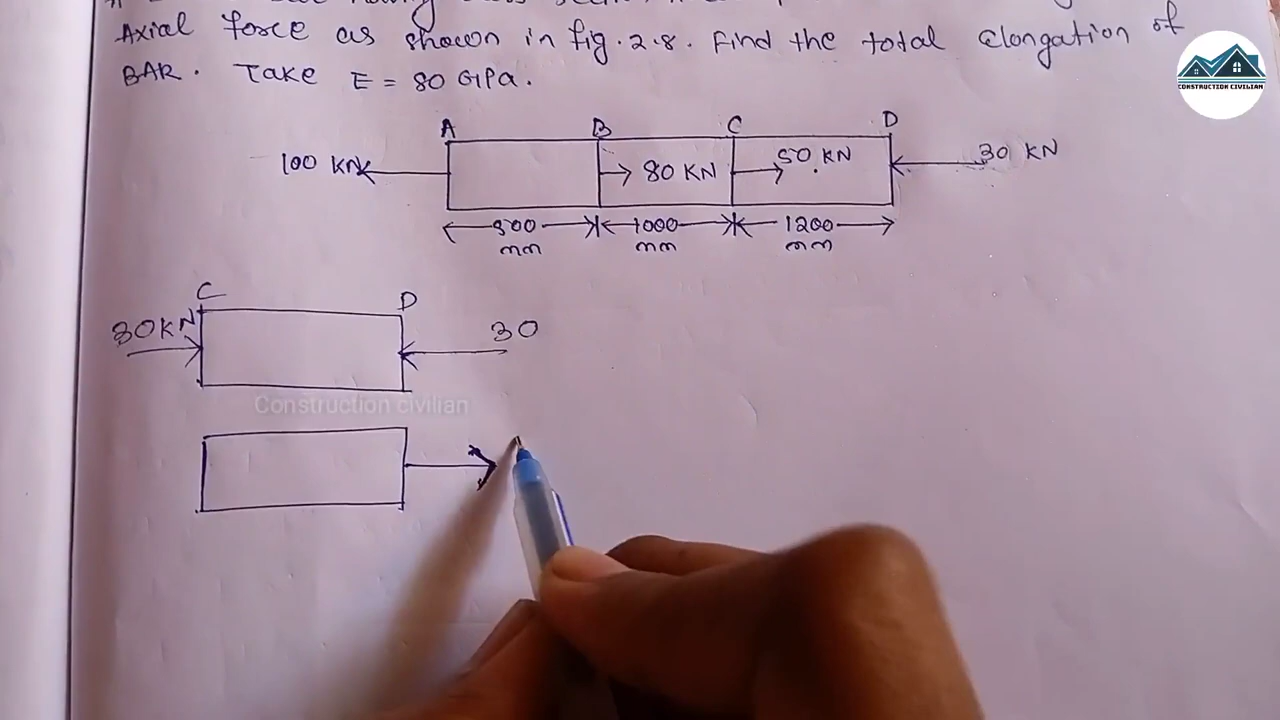 Axial force as shown in fig. 2.8. Find the total Elongation of
BAR. Take E = 80 GPa.
CONSTRUCTION CIVILIAN
A B C D
100 KN 80 KN 50 KN 30 KN
1000 1200
mm mm mm
C D
30KN 30
Construction civilian